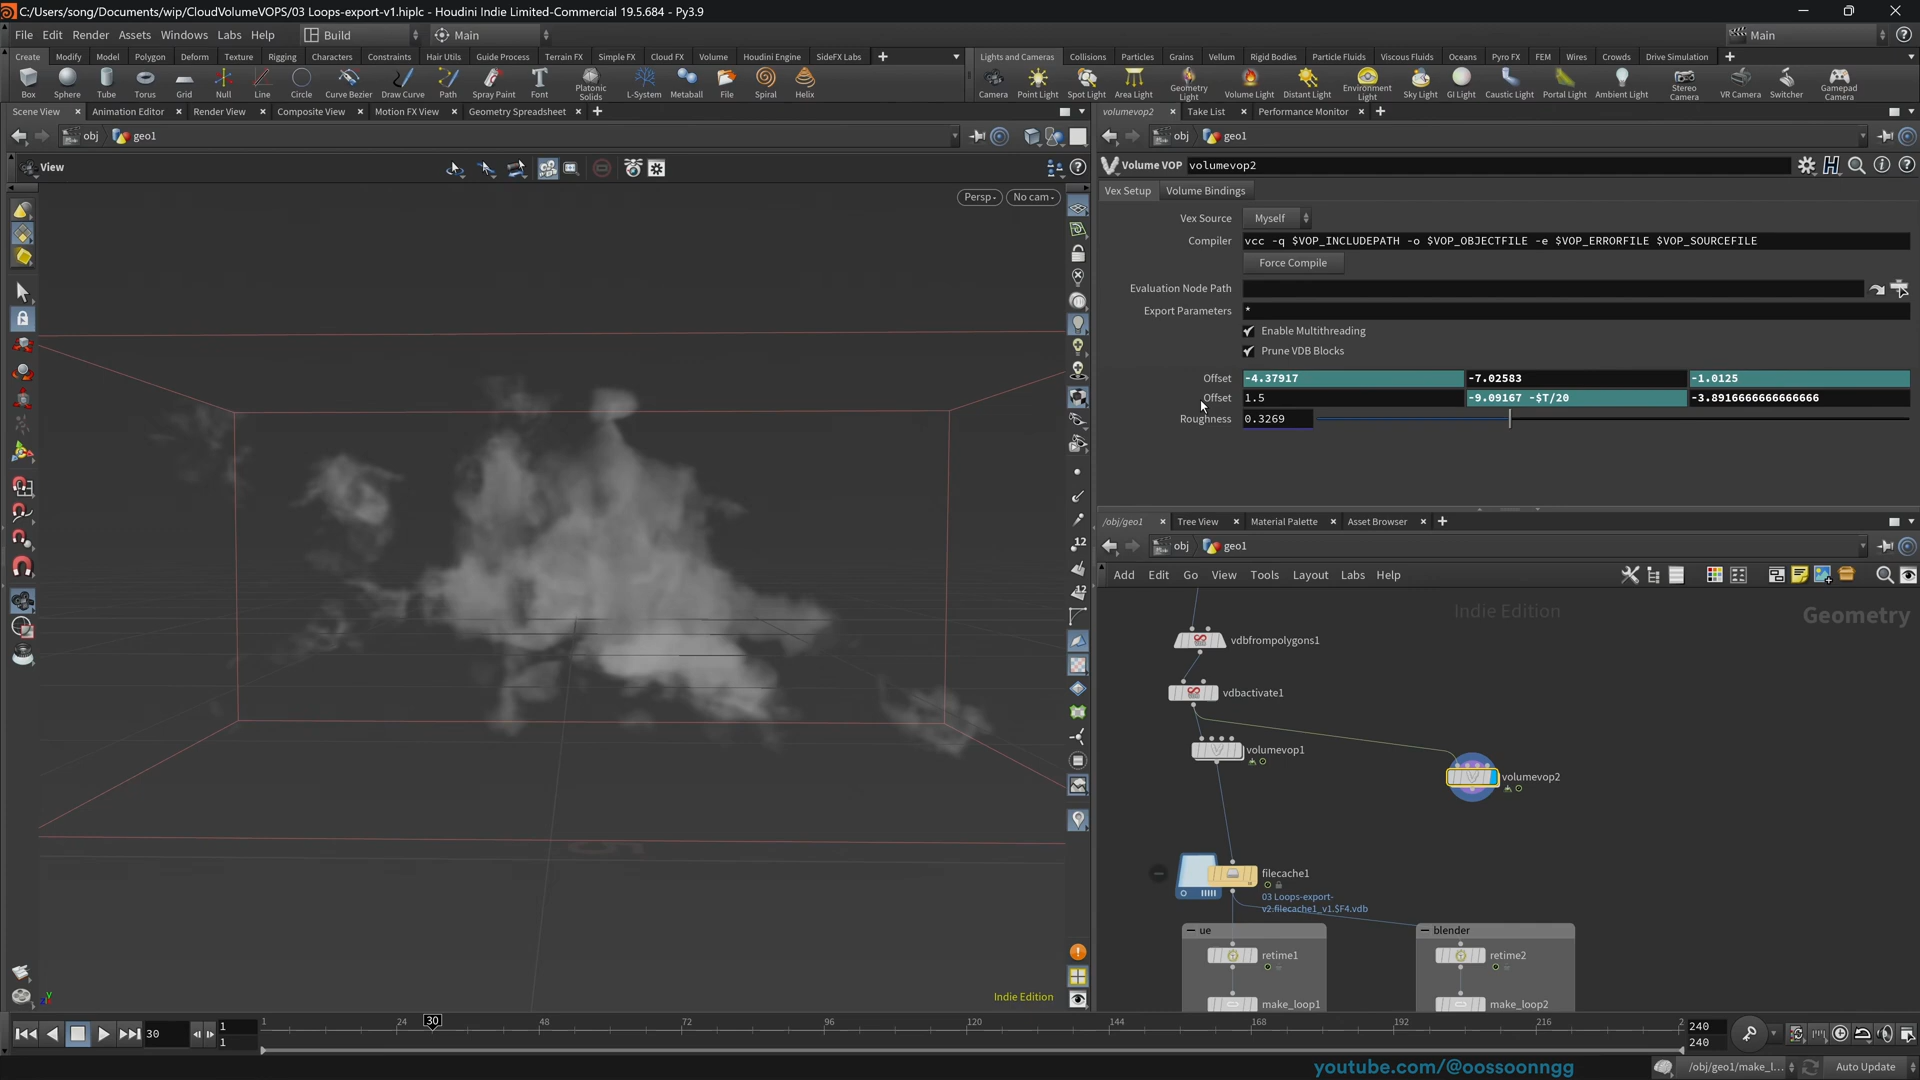 C:/Users/song/Documents/wip/CloudVolumeVOPS/03 Loops-export-v1.hiplc - Houdini Indie Limited-Commercial 19.5.684 - Py3.9
File Edit Render Assets Windows Labs Help Build Main Main
Create Modify Model Polygon Deform Texture Rigging Characters Constraints Hair Utils Guide Process Terrain FX Simple FX Cloud FX Volume Houdini Engine SideFX Labs
Lights and Cameras Collisions Particles Grains Vellum Rigid Bodies Particle Fluids Viscous Fluids Oceans Pyro FX FEM Wires Crowds Drive Simulation
Box Sphere Tube Torus Grid Null Line Circle Curve Bezier Draw Curve Path Spray Paint Font Platonic Solids L-System Metaball File Spiral Helix
Camera Point Light Spot Light Area Light Geometry Light Volume Light Distant Light Environment Light Sky Light GI Light Caustic Light Portal Light Ambient Light Stereo Camera VR Camera Switcher Gamepad Camera
Scene View Animation Editor Render View Composite View Motion FX View Geometry Spreadsheet
volumevop2 Take List Performance Monitor
obj geo1
obj geo1
View
Persp No cam
Volume VOP volumevop2
Vex Setup Volume Bindings
Vex Source Myself
Compiler vcc -q $VOP_INCLUDEPATH -o $VOP_OBJECTFILE -e $VOP_ERRORFILE $VOP_SOURCEFILE
Force Compile
Evaluation Node Path
Export Parameters *
Enable Multithreading
Prune VDB Blocks
Offset -4.37917 -7.02583 -1.0125
Offset 1.5 -9.09167 -$T/20 -3.8916666666666666
Roughness 0.3269
/obj/geo1 Tree View Material Palette Asset Browser
obj geo1
Add Edit Go View Tools Layout Labs Help
Indie Edition
Geometry
vdbfrompolygons1
vdbactivate1
volumevop1
volumevop2
filecache1
03 Loops-export-
v2.filecache1_v1.$F4.vdb
ue
blender
retime1
retime2
make_loop1
make_loop2
12
12
Indie Edition
30 1 1 24 30 48 72 96 120 144 168 192 216 2 240
1 240
youtube.com/@oossoonngg
/obj/geo1/make_l... Auto Update